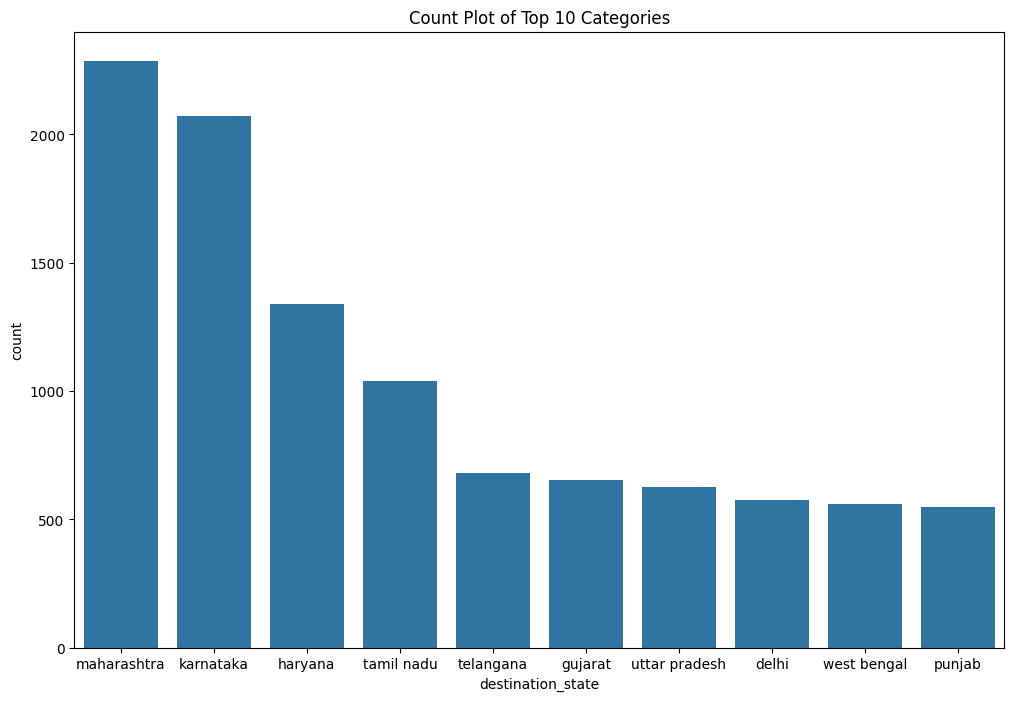 Count Plot of Top 10 Categories
2000
1500
1000
500
0
count
maharashtra karnataka haryana tamil nadu telangana gujarat uttar pradesh delhi west bengal punjab
destination_state